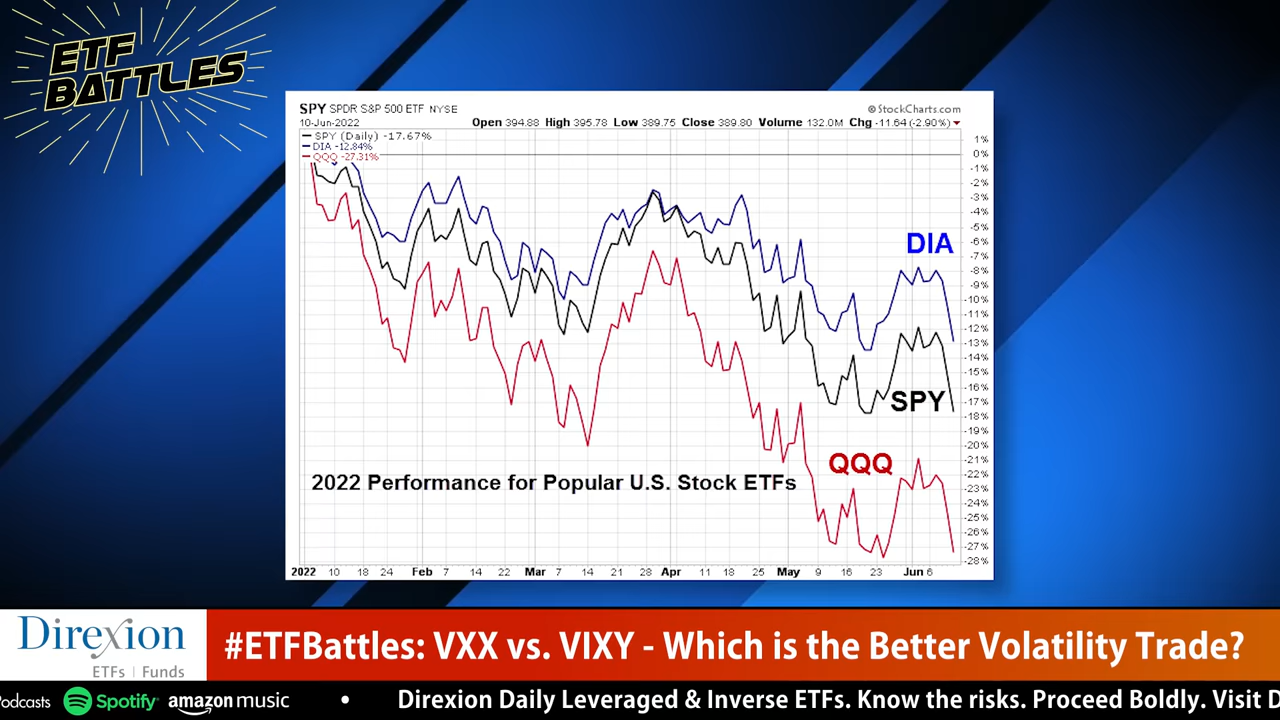 ETF
BATTLES
SPY SPDR S&P 500 ETF NYSE
© StockCharts.com
10-Jun-2022
Open 394.88 High 395.78 Low 389.75 Close 389.80 Volume 132.0M Chg -11.64 (-2.90%)
SPY (Daily) -17.67%
DIA -12.84%
QQQ -27.31%
1%
0%
-1%
-2%
-3%
-4%
-5%
-6%
-7%
-8%
-9%
-10%
-11%
-12%
-13%
-14%
-15%
-16%
-17%
-18%
-19%
-20%
-21%
-22%
-23%
-24%
-25%
-26%
-27%
-28%
DIA
SPY
QQQ
2022 Performance for Popular U.S. Stock ETFs
2022 10 18 24 Feb 7 14 22 Mar 7 14 21 28 Apr 11 18 25 May 9 16 23 Jun 6
Direxion
ETFs | Funds
#ETFBattles: VXX vs. VIXY - Which is the Better Volatility Trade?
Podcasts Spotify amazon music • Direxion Daily Leveraged & Inverse ETFs. Know the risks. Proceed Boldly. Visit D